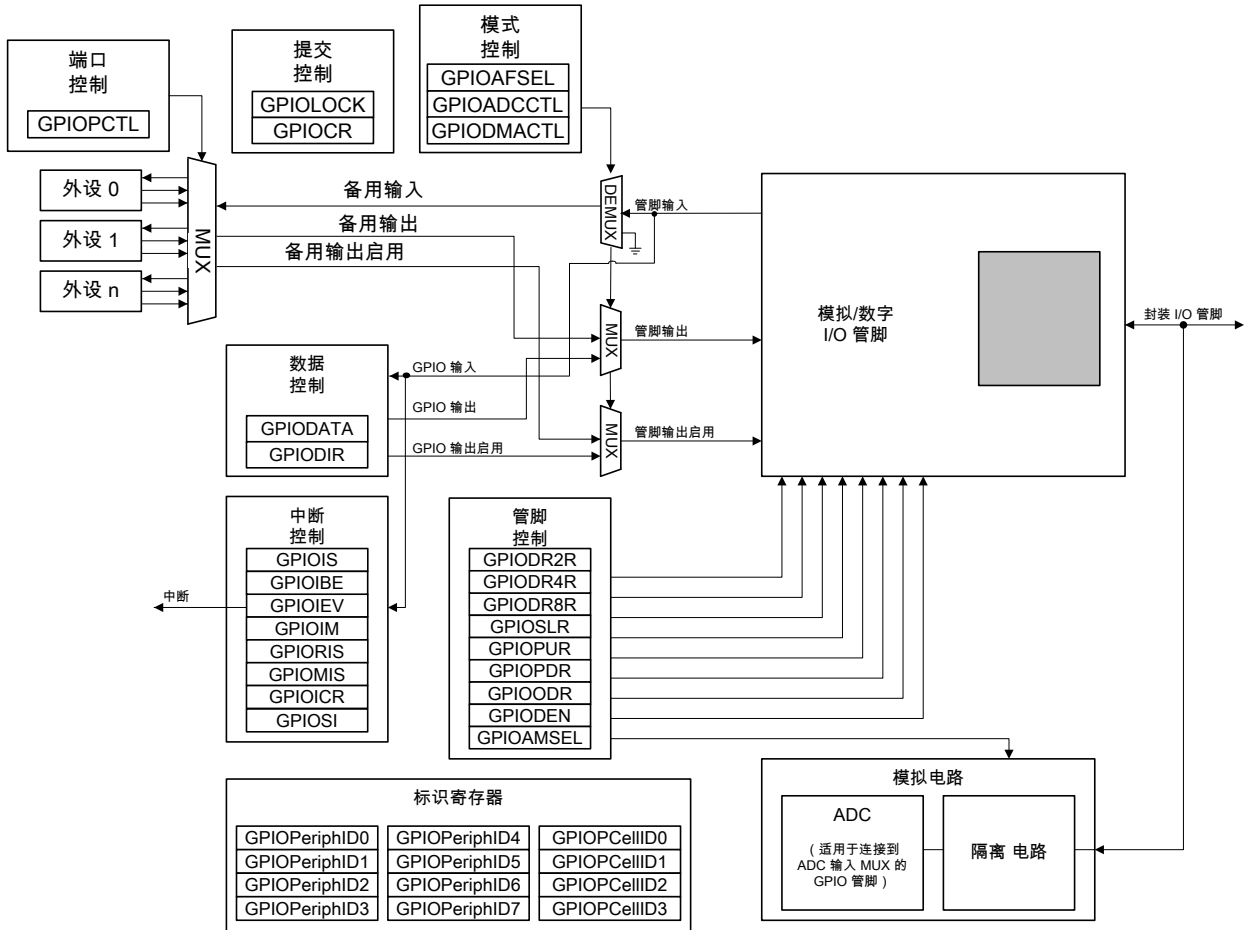 端口
控制
GPIOPCTL
提交
控制
GPIOLOCK
GPIOCR
模式
控制
GPIOAFSEL
GPIOADCCTL
GPIODMACTL
外设 0
外设 1
外设 n
MUX
备用输入
备用输出
备用输出启用
DEMUX
管脚输入
MUX
管脚输出
MUX
管脚输出启用
模拟/数字
I/O 管脚
封装 I/O 管脚
数据
控制
GPIODATA
GPIODIR
GPIO 输入
GPIO 输出
GPIO 输出启用
中断
控制
GPIOIS
GPIOIBE
GPIOIEV
GPIOIM
GPIORIS
GPIOMIS
GPIOICR
GPIOSI
中断
管脚
控制
GPIODR2R
GPIODR4R
GPIODR8R
GPIOSLR
GPIOPUR
GPIOPDR
GPIOODR
GPIODEN
GPIOAMSEL
模拟电路
ADC
（适用于连接到
ADC 输入 MUX 的
GPIO 管脚）
隔离 电路
标识寄存器
GPIOPeriphID0
GPIOPeriphID1
GPIOPeriphID2
GPIOPeriphID3
GPIOPeriphID4
GPIOPeriphID5
GPIOPeriphID6
GPIOPeriphID7
GPIOPCellID0
GPIOPCellID1
GPIOPCellID2
GPIOPCellID3